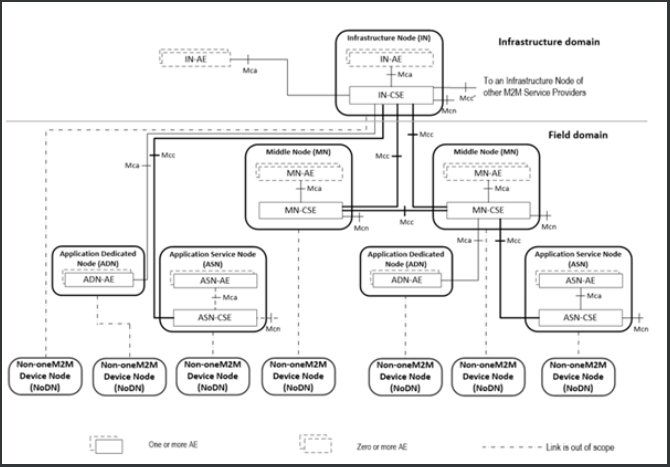 Infrastructure Node (IN)
Infrastructure domain
IN-AE
IN-AE
Mca
Mca
IN-CSE
To an Infrastructure Node of
other M2M Service Providers
Mcc'
Mcn
Mcc
Field domain
Mca
Mcc
Mcc
Middle Node (MN)
MN-AE
Mca
MN-CSE
Mcn
Mcc
Middle Node (MN)
MN-AE
Mca
MN-CSE
Mcn
Mca
Mcc
Application Dedicated
Node (ADN)
ADN-AE
Application Service Node
(ASN)
ASN-AE
Mca
ASN-CSE
Mcn
Application Dedicated
Node (ADN)
ADN-AE
Application Service Node
(ASN)
ASN-AE
Mca
ASN-CSE
Mcn
Non-oneM2M
Device Node
(NoDN)
Non-oneM2M
Device Node
(NoDN)
Non-oneM2M
Device Node
(NoDN)
Non-oneM2M
Device Node
(NoDN)
Non-oneM2M
Device Node
(NoDN)
Non-oneM2M
Device Node
(NoDN)
Non-oneM2M
Device Node
(NoDN)
One or more AE
Zero or more AE
Link is out of scope